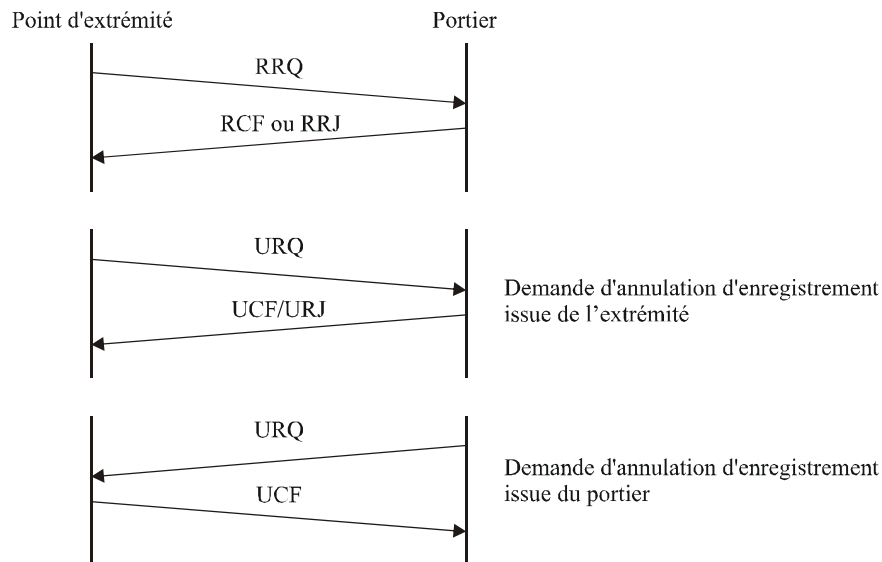 Point d'extrémité
Portier
RRQ
RCF ou RRJ
URQ
UCF/URJ
Demande d'annulation d'enregistrement
issue de l’extrémité
URQ
UCF
Demande d'annulation d'enregistrement
issue du portier